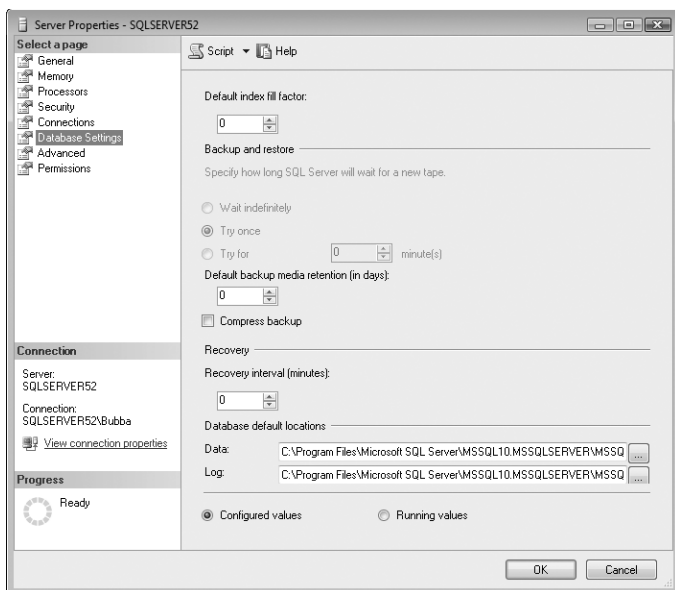 Server Properties - SQLSERVER52
Select a page
General
Memory
Processors
Security
Connections
Database Settings
Advanced
Permissions
Connection
Server:
SQLSERVER52
Connection:
SQLSERVER52\Bubba
View connection properties
Progress
Ready
Script Help
Default index fill factor:
0
Backup and restore
Specify how long SQL Server will wait for a new tape.
Wait indefinitely
Try once
Try for 0 minute(s)
Default backup media retention (in days):
0
Compress backup
Recovery
Recovery interval (minutes):
0
Database default locations
Data: C:\Program Files\Microsoft SQL Server\MSSQL10.MSSQLSERVER\MSSQ ...
Log: C:\Program Files\Microsoft SQL Server\MSSQL10.MSSQLSERVER\MSSQ ...
Configured values Running values
OK Cancel